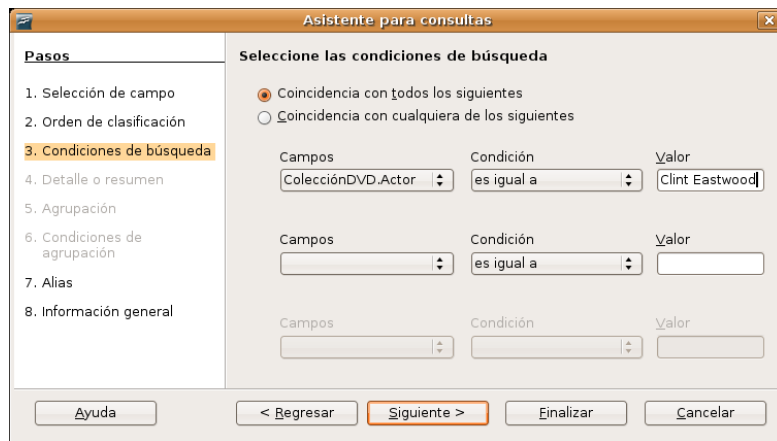 Asistente para consultas
Pasos
1. Selección de campo
2. Orden de clasificación
3. Condiciones de búsqueda
4. Detalle o resumen
5. Agrupación
6. Condiciones de
agrupación
7. Alias
8. Información general
Seleccione las condiciones de búsqueda
Coincidencia con todos los siguientes
Coincidencia con cualquiera de los siguientes
Campos Condición Valor
ColecciónDVD.Actor es igual a Clint Eastwood
Campos Condición Valor
es igual a
Campos Condición Valor
Ayuda < Regresar Siguiente > Finalizar Cancelar